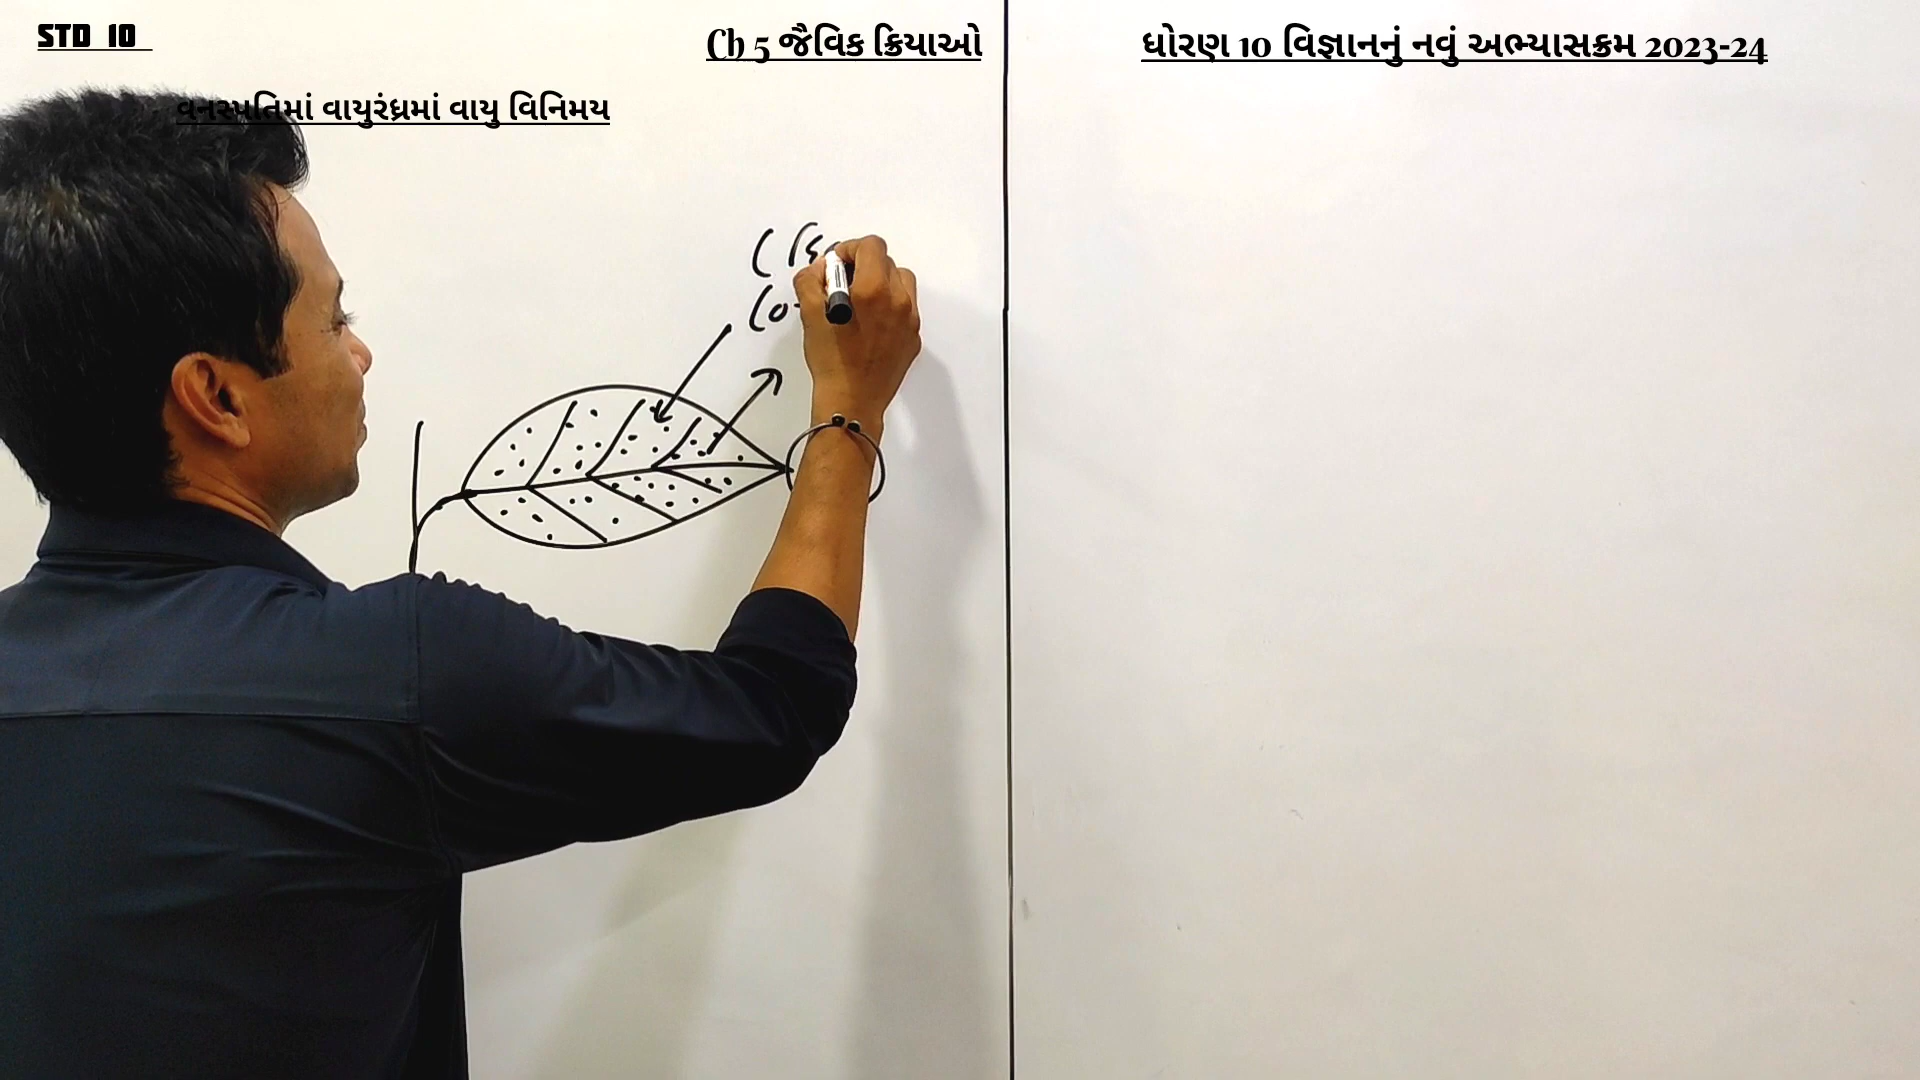 STD 10
Ch 5 જૈવિક ક્રિયાઓ
ધોરણ 10 વિજ્ઞાનનું નવું અભ્યાસક્રમ 2023-24
વનસ્પતિમાં વાયુરંધ્રમાં વાયુ વિનિમય